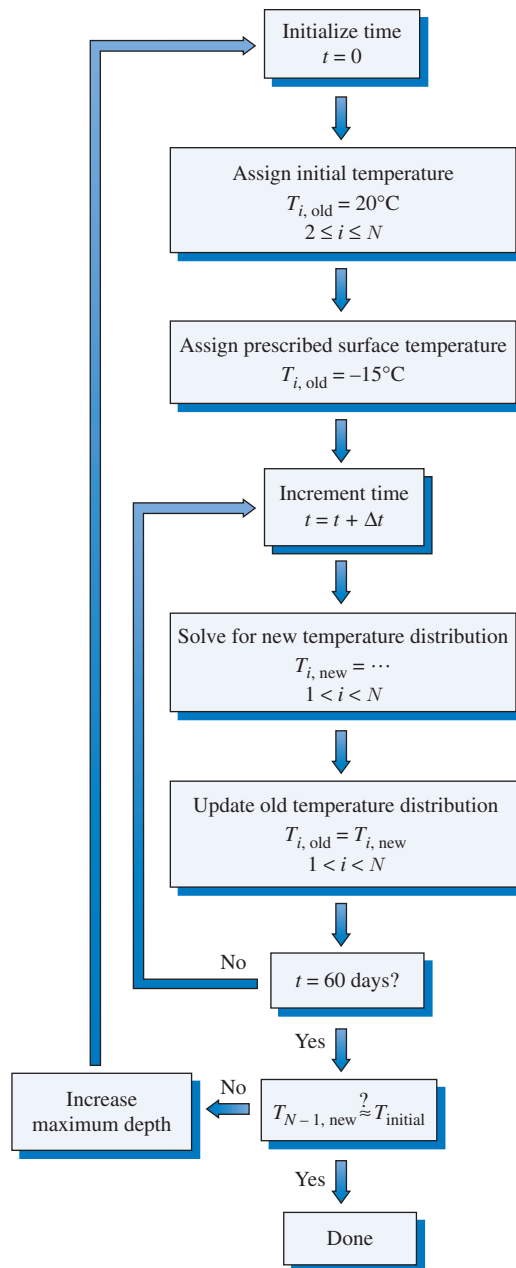 Initialize time
t = 0
Assign initial temperature
T_{i, old} = 20°C
2 ≤ i ≤ N
Assign prescribed surface temperature
T_{i, old} = –15°C
Increment time
t = t + Δt
Solve for new temperature distribution
T_{i, new} = ⋯
1 < i < N
Update old temperature distribution
T_{i, old} = T_{i, new}
1 < i < N
No
t = 60 days?
Yes
Increase
maximum depth
No
T_{N – 1, new} ≈? T_{initial}
Yes
Done